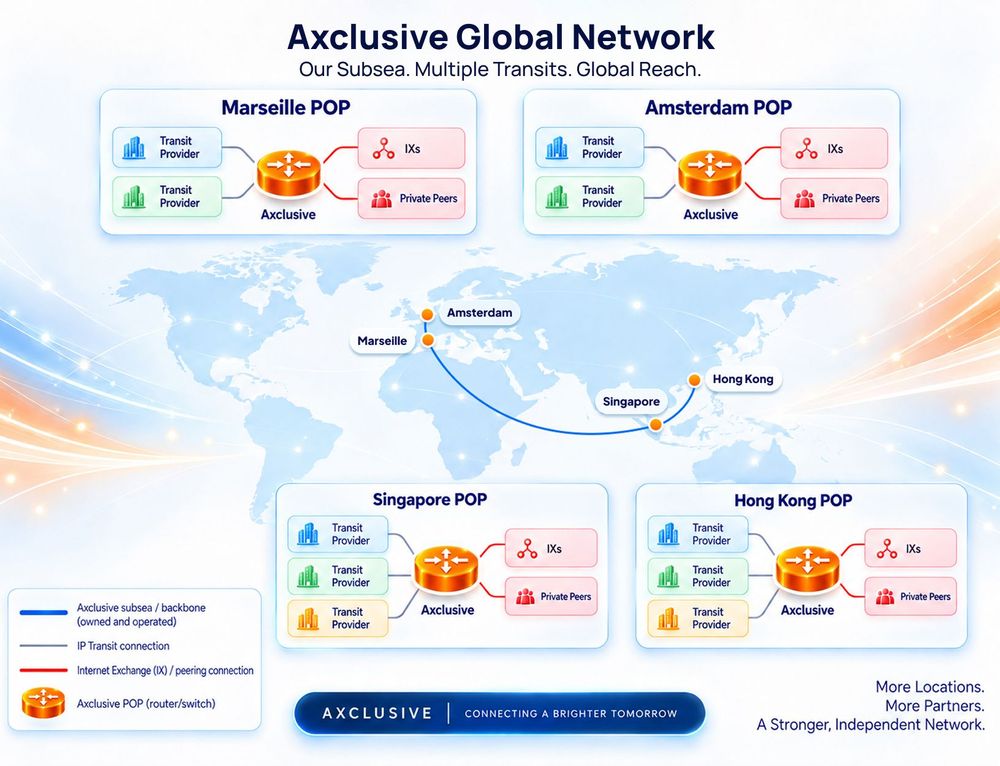 Axclusive Global Network
Our Subsea. Multiple Transits. Global Reach.
Marseille POP
Transit
Provider
Transit
Provider
Axclusive
IXs
Private Peers
Amsterdam POP
Transit
Provider
Transit
Provider
Axclusive
IXs
Private Peers
Amsterdam
Marseille
Hong Kong
Singapore
Singapore POP
Transit
Provider
Transit
Provider
Transit
Provider
Axclusive
IXs
Private Peers
Hong Kong POP
Transit
Provider
Transit
Provider
Transit
Provider
Axclusive
IXs
Private Peers
Axclusive subsea / backbone
(owned and operated)
IP Transit connection
Internet Exchange (IX) / peering connection
Axclusive POP (router/switch)
AXCLUSIVE | CONNECTING A BRIGHTER TOMORROW
More Locations.
More Partners.
A Stronger, Independent Network.